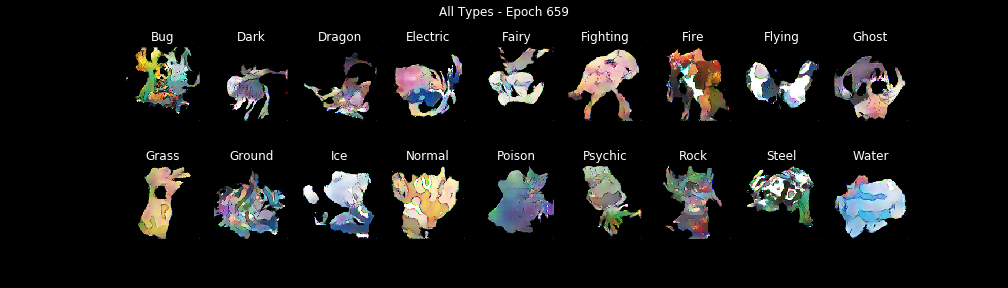 All Types - Epoch 659
Bug Dark Dragon Electric Fairy Fighting Fire Flying Ghost
Grass Ground Ice Normal Poison Psychic Rock Steel Water